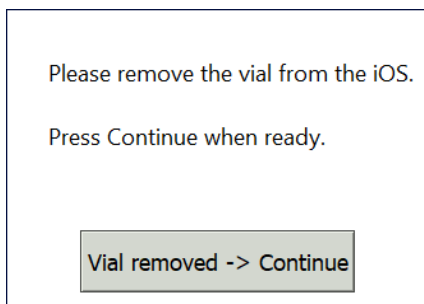 Please remove the vial from the iOS.
Press Continue when ready.
Vial removed -> Continue